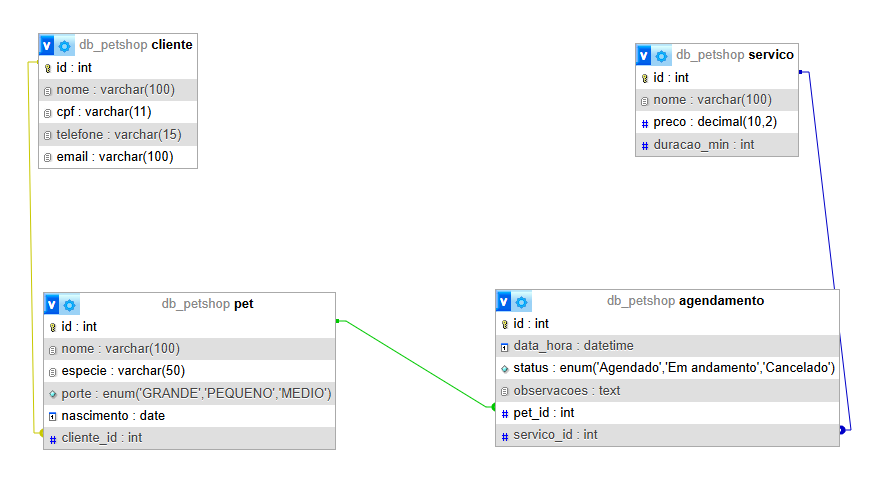 db_petshop cliente
id : int
nome : varchar(100)
cpf : varchar(11)
telefone : varchar(15)
email : varchar(100)
db_petshop servico
id : int
nome : varchar(100)
preco : decimal(10,2)
duracao_min : int
db_petshop pet
id : int
nome : varchar(100)
especie : varchar(50)
porte : enum('GRANDE','PEQUENO','MEDIO')
nascimento : date
cliente_id : int
db_petshop agendamento
id : int
data_hora : datetime
status : enum('Agendado','Em andamento','Cancelado')
observacoes : text
pet_id : int
servico_id : int